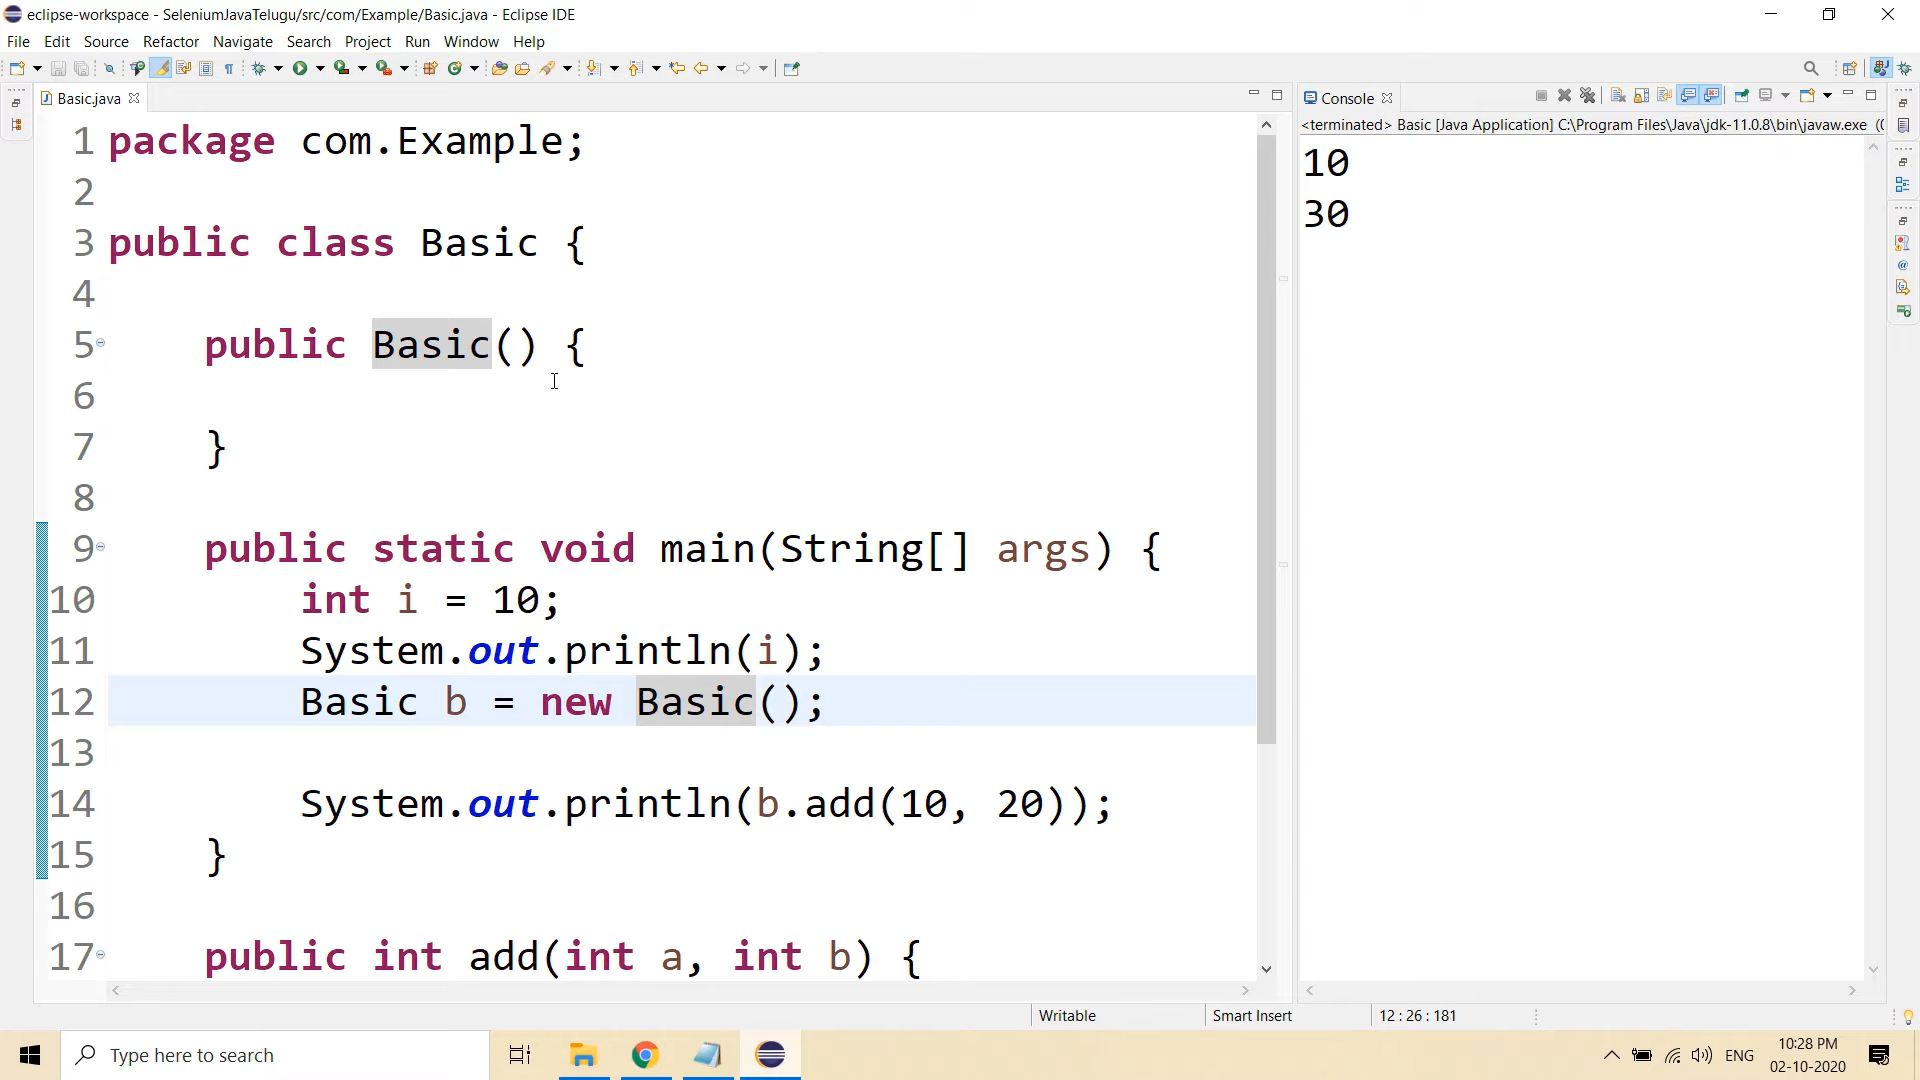 eclipse-workspace - SeleniumJavaTelugu/src/com/Example/Basic.java - Eclipse IDE
File Edit Source Refactor Navigate Search Project Run Window Help
Basic.java
1 package com.Example;
2
3 public class Basic {
4
5 public Basic() {
6
7 }
8
9 public static void main(String[] args) {
10 int i = 10;
11 System.out.println(i);
12 Basic b = new Basic();
13
14 System.out.println(b.add(10, 20));
15 }
16
17 public int add(int a, int b) {
Console
<terminated> Basic [Java Application] C:\Program Files\Java\jdk-11.0.8\bin\javaw.exe
10
30
Writable Smart Insert 12 : 26 : 181
Type here to search
ENG
10:28 PM
02-10-2020